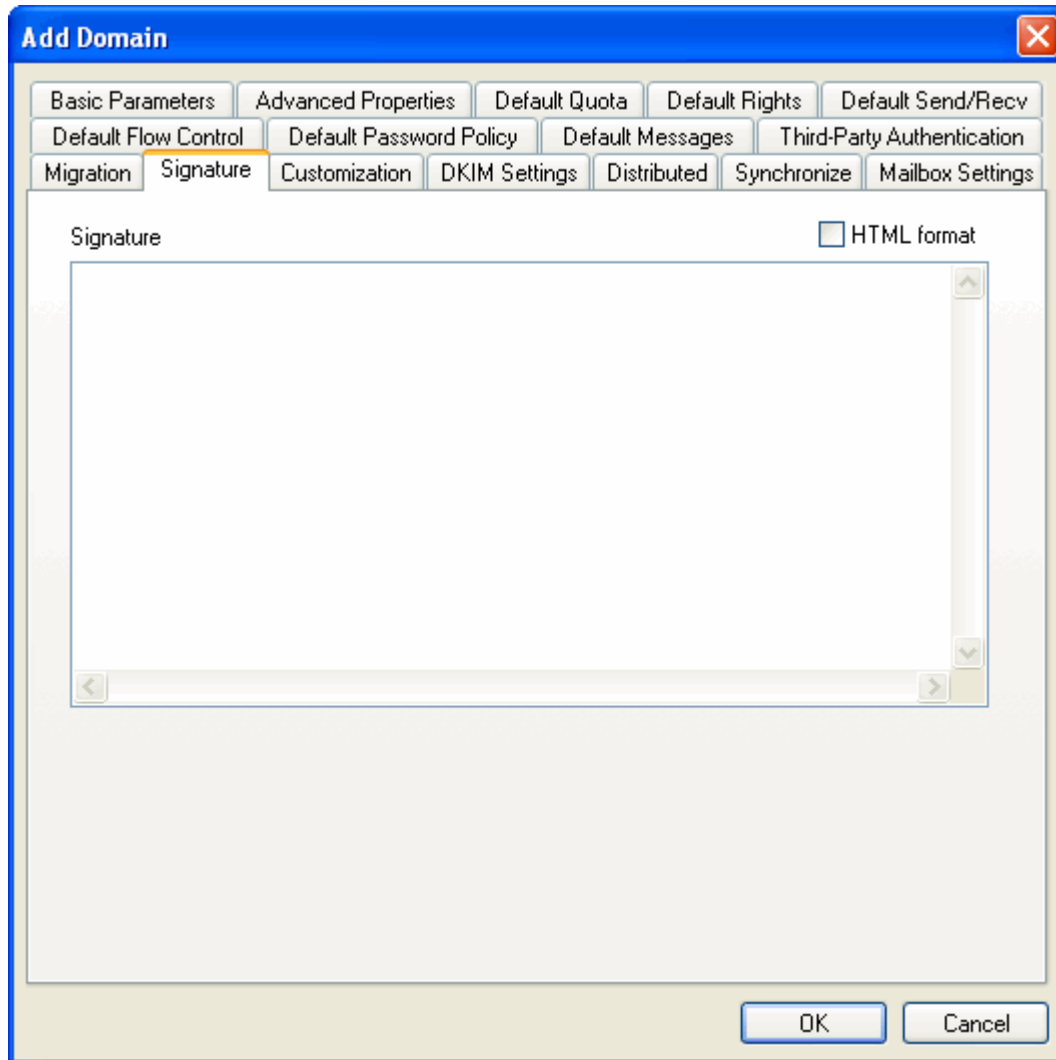 Add Domain
Basic Parameters Advanced Properties Default Quota Default Rights Default Send/Recv
Default Flow Control Default Password Policy Default Messages Third-Party Authentication
Migration Signature Customization DKIM Settings Distributed Synchronize Mailbox Settings
Signature HTML format
OK Cancel